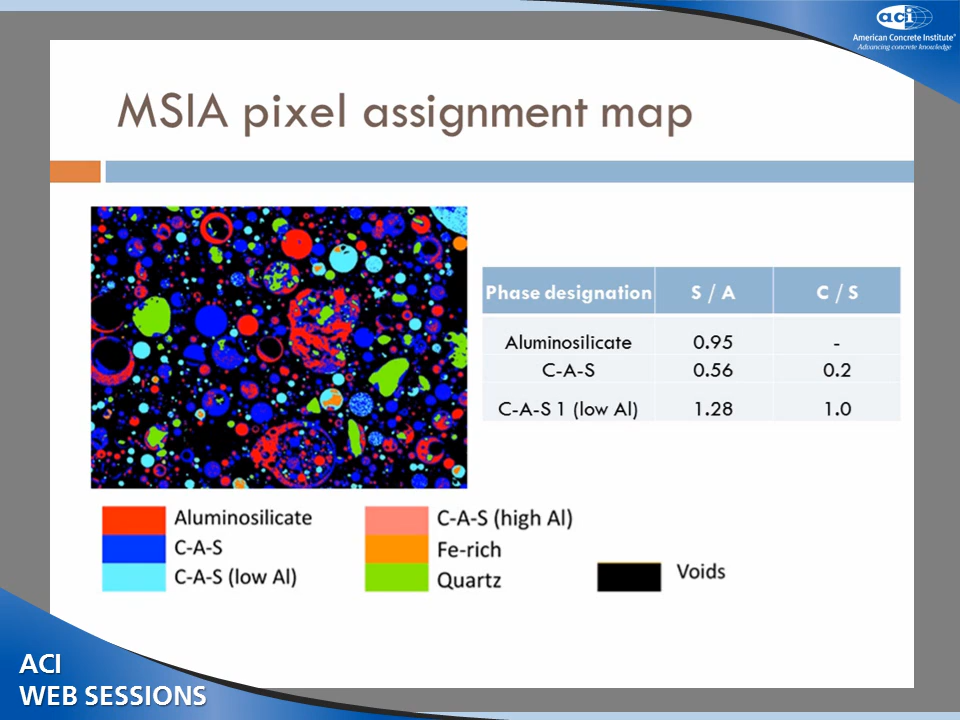 aci
American Concrete Institute®
Advancing concrete knowledge
MSIA pixel assignment map
Phase designation S / A C / S
Aluminosilicate 0.95 -
C-A-S 0.56 0.2
C-A-S 1 (low Al) 1.28 1.0
Aluminosilicate
C-A-S
C-A-S (low Al)
C-A-S (high Al)
Fe-rich
Quartz
Voids
ACI
WEB SESSIONS